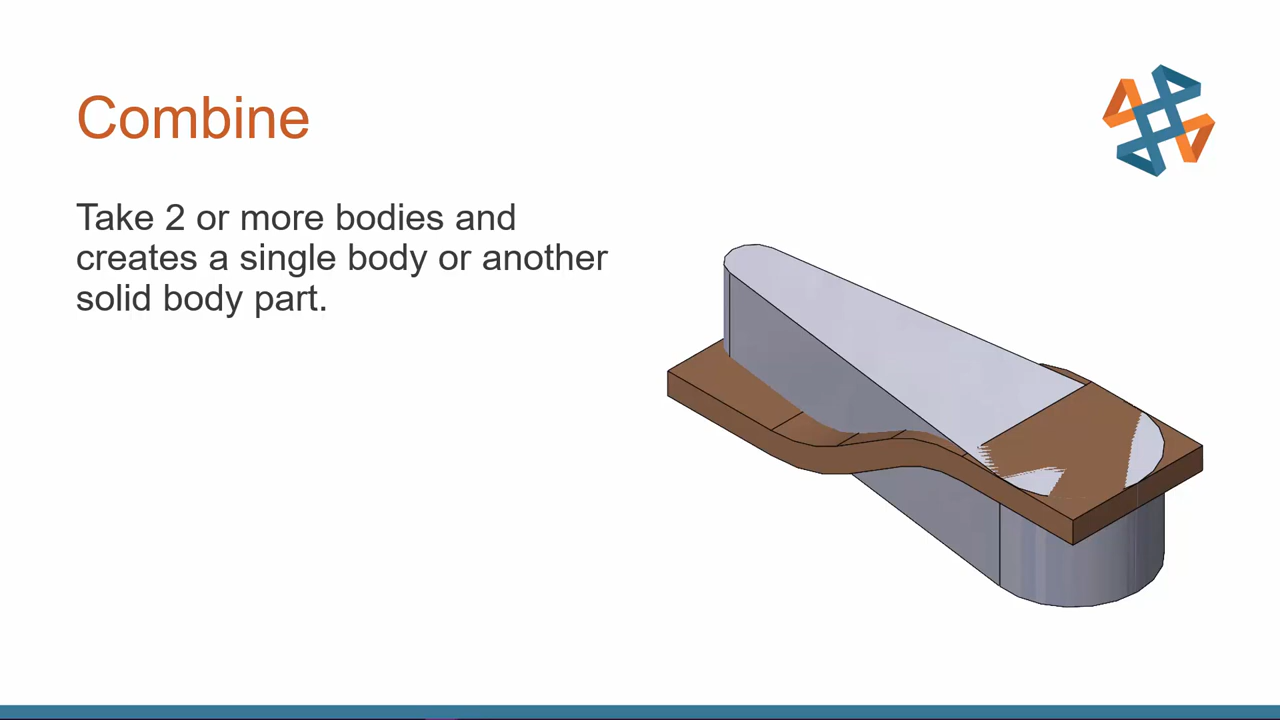 Combine
Take 2 or more bodies and
creates a single body or another
solid body part.